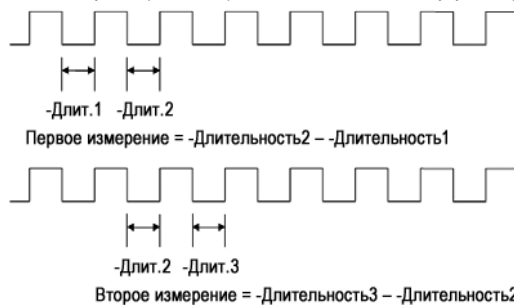 -Длит.1 -Длит.2
Первое измерение = -Длительность2 – -Длительность1
-Длит.2 -Длит.3
Второе измерение = -Длительность3 – -Длительность2